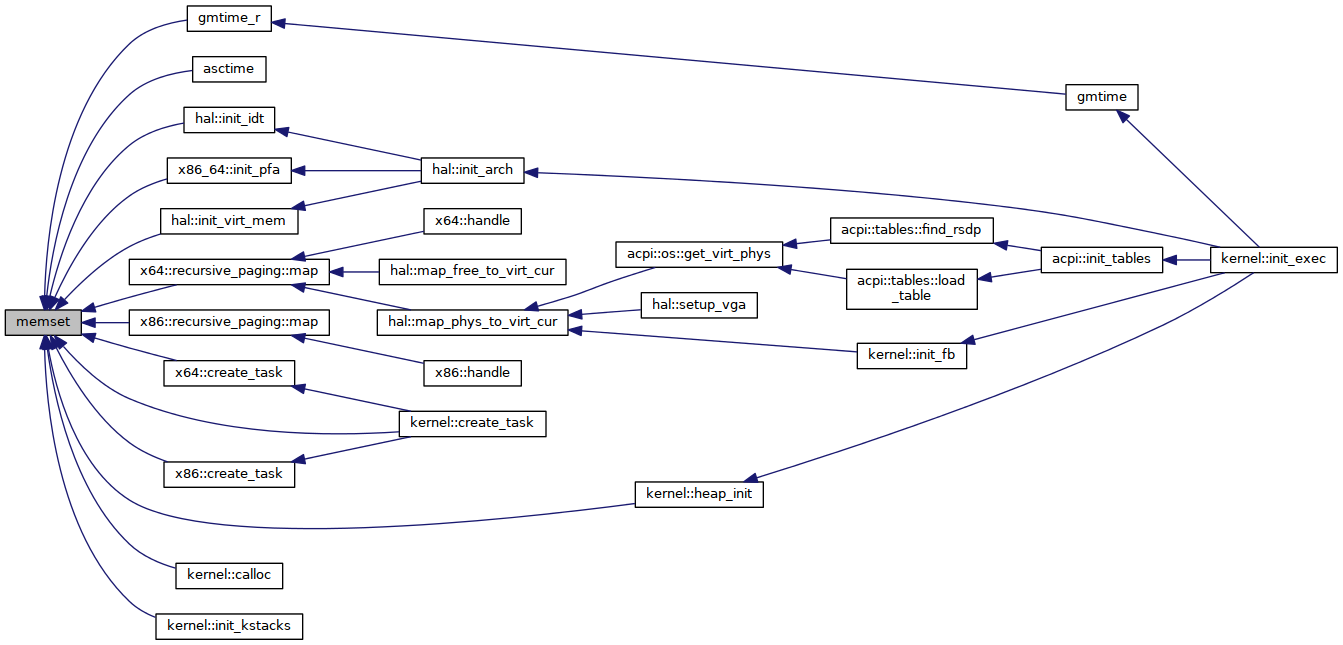 gmtime_r
asctime
gmtime
hal::init_idt
x86_64::init_pfa
hal::init_arch
hal::init_virt_mem
x64::handle
acpi::tables::find_rsdp
acpi::os::get_virt_phys
acpi::init_tables
kernel::init_exec
x64::recursive_paging::map
hal::map_free_to_virt_cur
acpi::tables::load
_table
hal::setup_vga
memset
x86::recursive_paging::map
hal::map_phys_to_virt_cur
kernel::init_fb
x64::create_task
x86::handle
kernel::create_task
x86::create_task
kernel::heap_init
kernel::calloc
kernel::init_kstacks